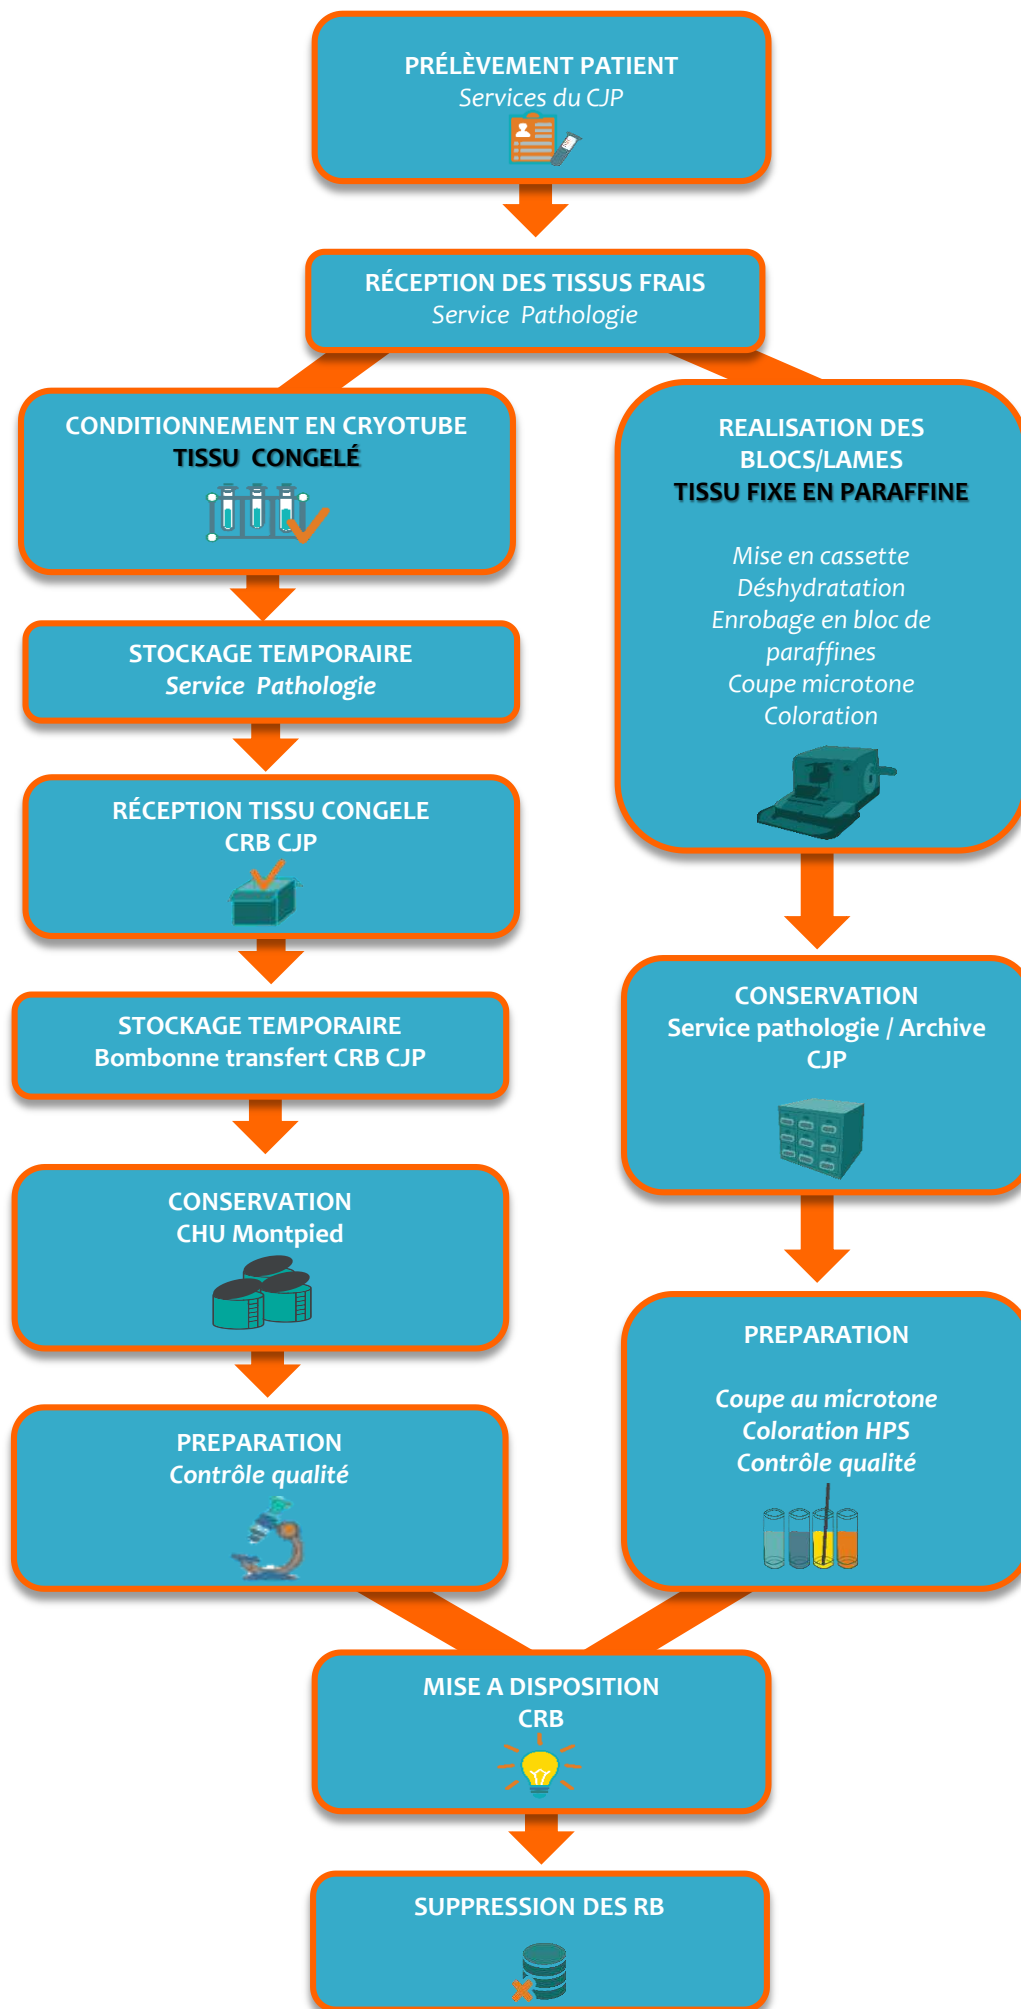 PRÉLÈVEMENT PATIENT
Services du CJP
RÉCEPTION DES TISSUS FRAIS
Service Pathologie
CONDITIONNEMENT EN CRYOTUBE
TISSU CONGELÉ
STOCKAGE TEMPORAIRE
Service Pathologie
RÉCEPTION TISSU CONGELE
CRB CJP
STOCKAGE TEMPORAIRE
Bombonne transfert CRB CJP
CONSERVATION
CHU Montpied
PREPARATION
Contrôle qualité
REALISATION DES
BLOCS/LAMES
TISSU FIXE EN PARAFFINE
Mise en cassette
Déshydratation
Enrobage en bloc de
paraffines
Coupe microtone
Coloration
CONSERVATION
Service pathologie / Archive
CJP
PREPARATION
Coupe au microtone
Coloration HPS
Contrôle qualité
MISE A DISPOSITION
CRB
SUPPRESSION DES RB